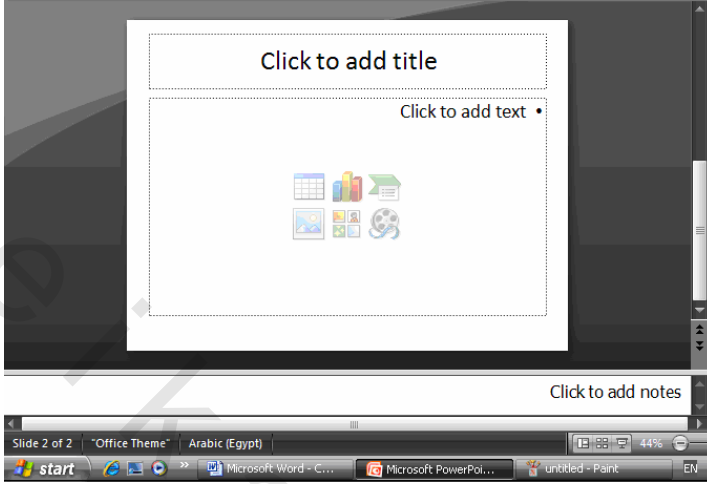 Click to add title
Click to add text •
Click to add notes
Slide 2 of 2 "Office Theme" Arabic (Egypt) 44%
start » Microsoft Word - C... Microsoft PowerPoi... untitled - Paint EN